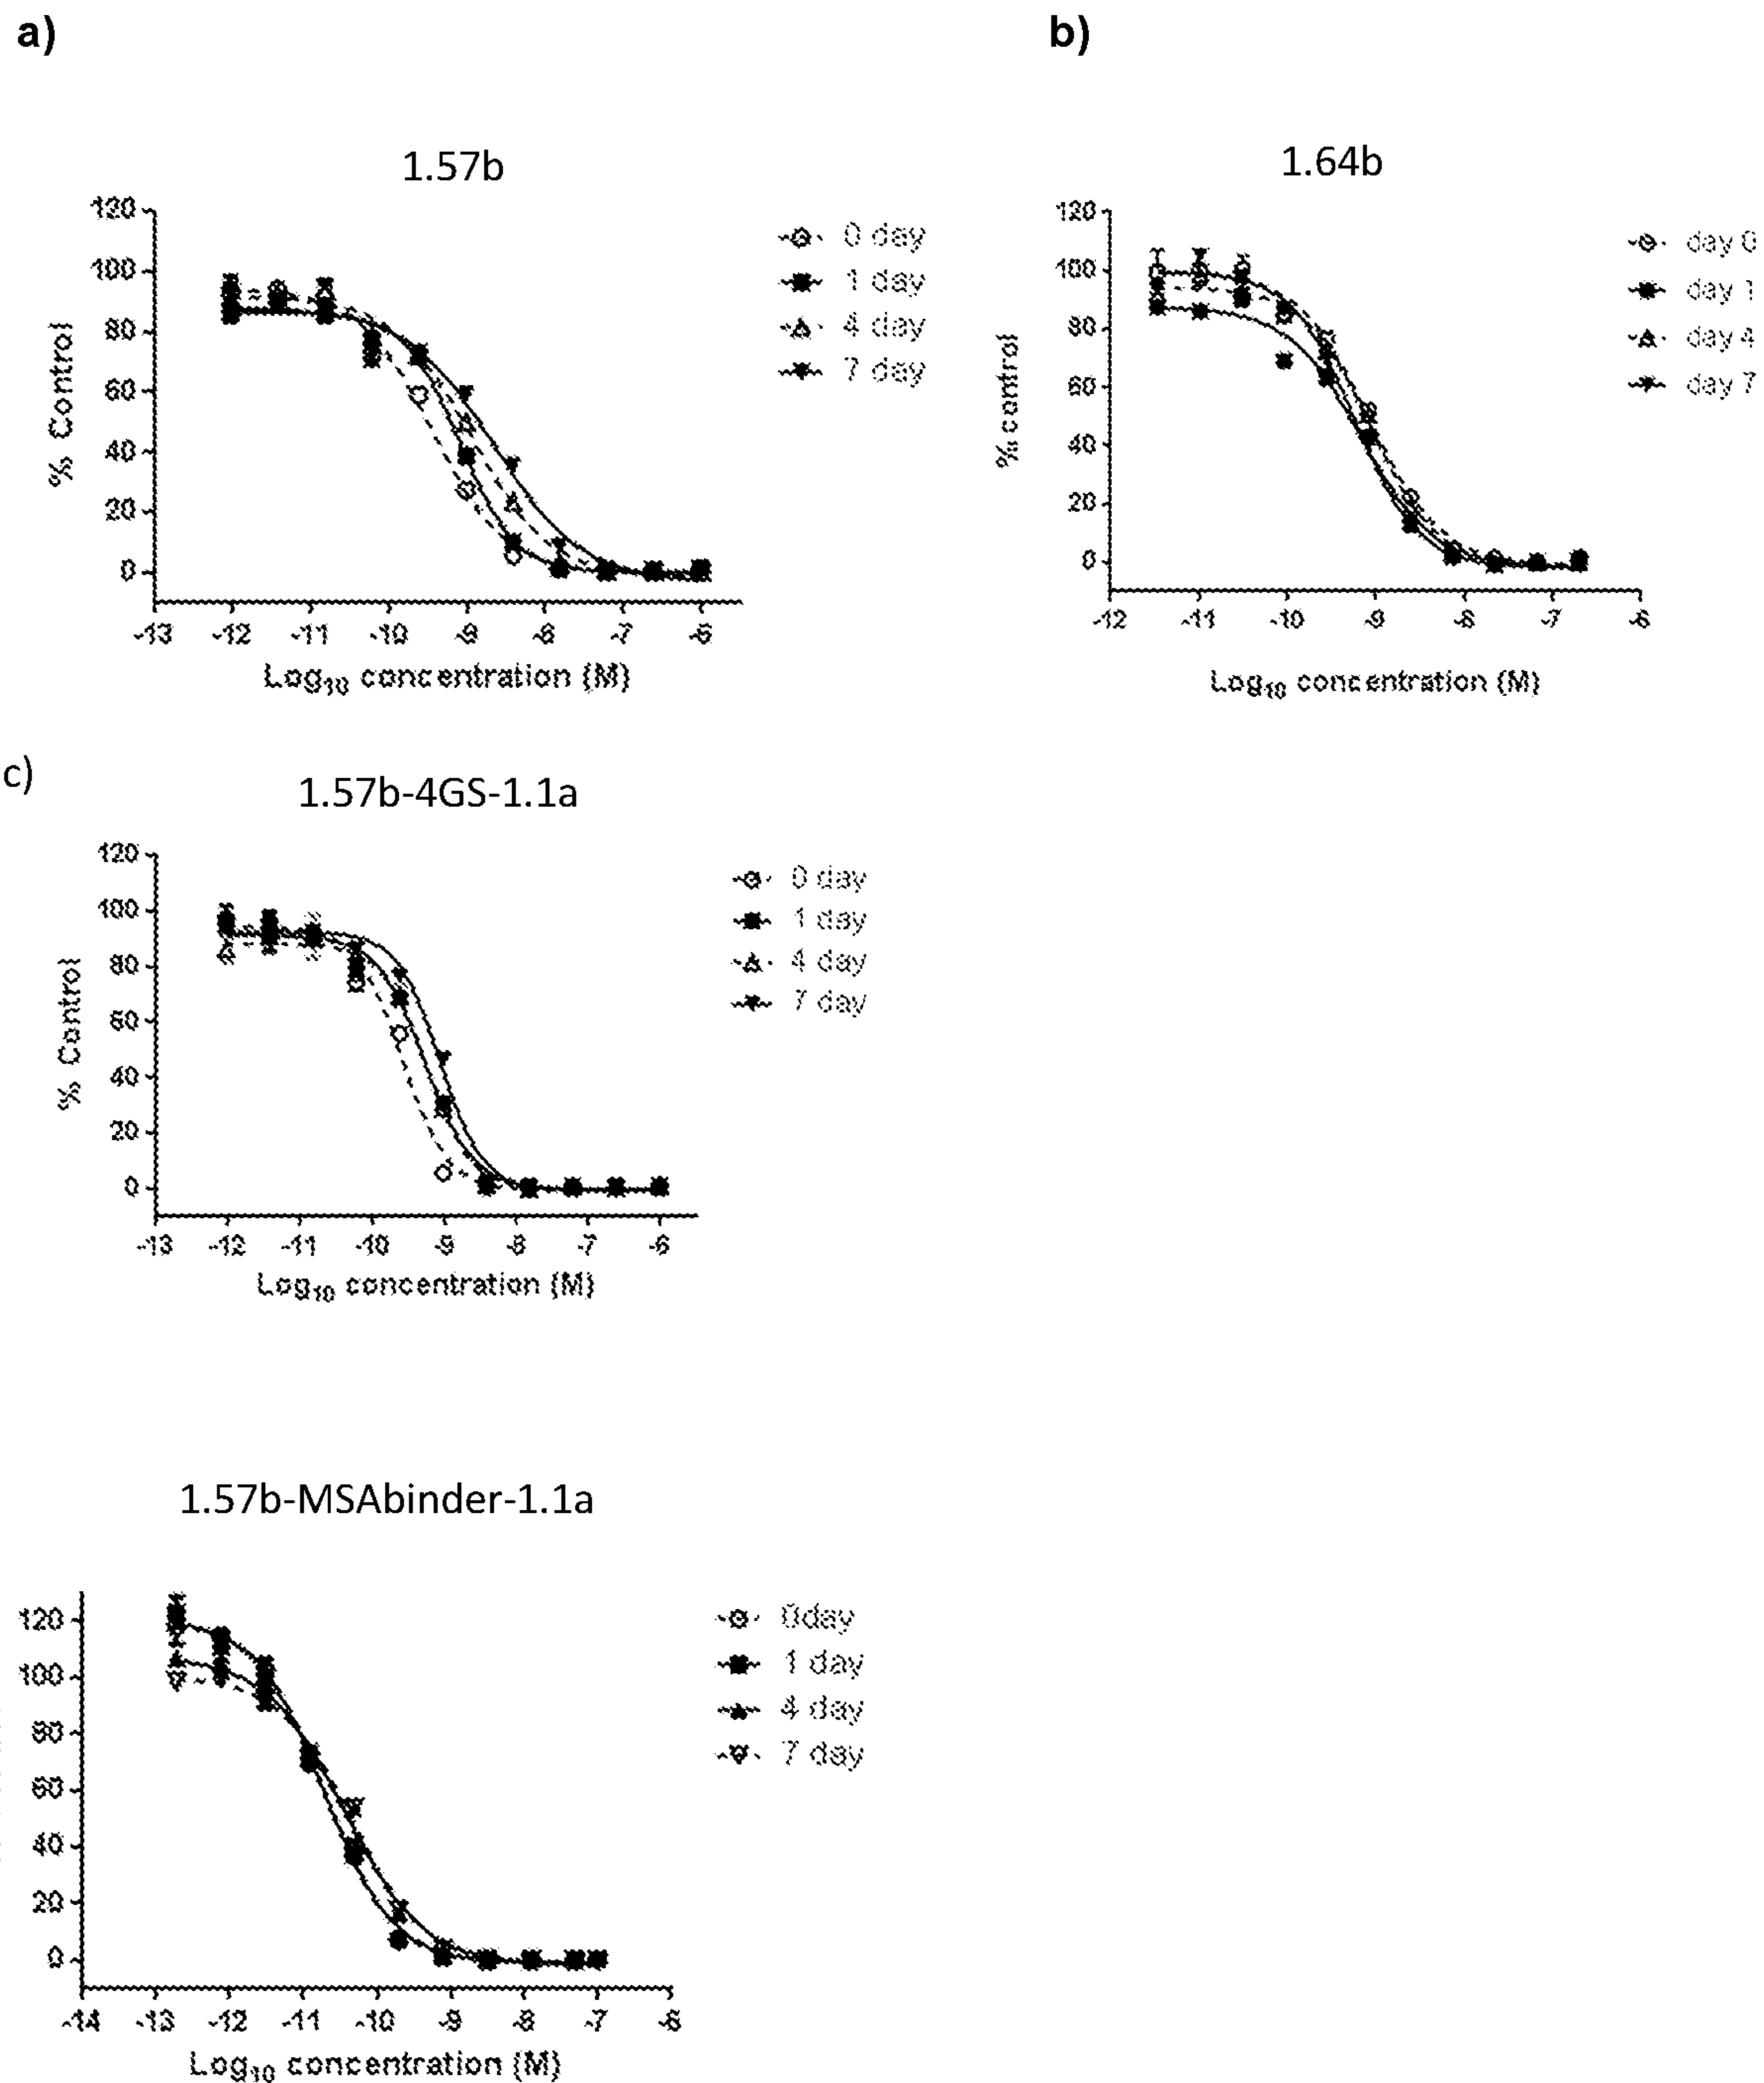 a)
b)
1.57b
1.64b
120
100
80
60
40
20
0
% Control
-13 -12 -11 -10 -9 -8 -7 -6
Log10 concentration (M)
0 day
1 day
4 day
7 day
120
100
80
60
40
20
0
% control
-12 -11 -10 -9 -8 -7 -6
Log10 concentration (M)
day 0
day 1
day 4
day 7
c)
1.57b-4GS-1.1a
120
100
80
60
40
20
0
% Control
-13 -12 -11 -10 -9 -8 -7 -6
Log10 concentration (M)
0 day
1 day
4 day
7 day
1.57b-MSAbinder-1.1a
120
100
80
60
40
20
0
-14 -13 -12 -11 -10 -9 -8 -7 -6
Log10 concentration (M)
0day
1 day
4 day
7 day